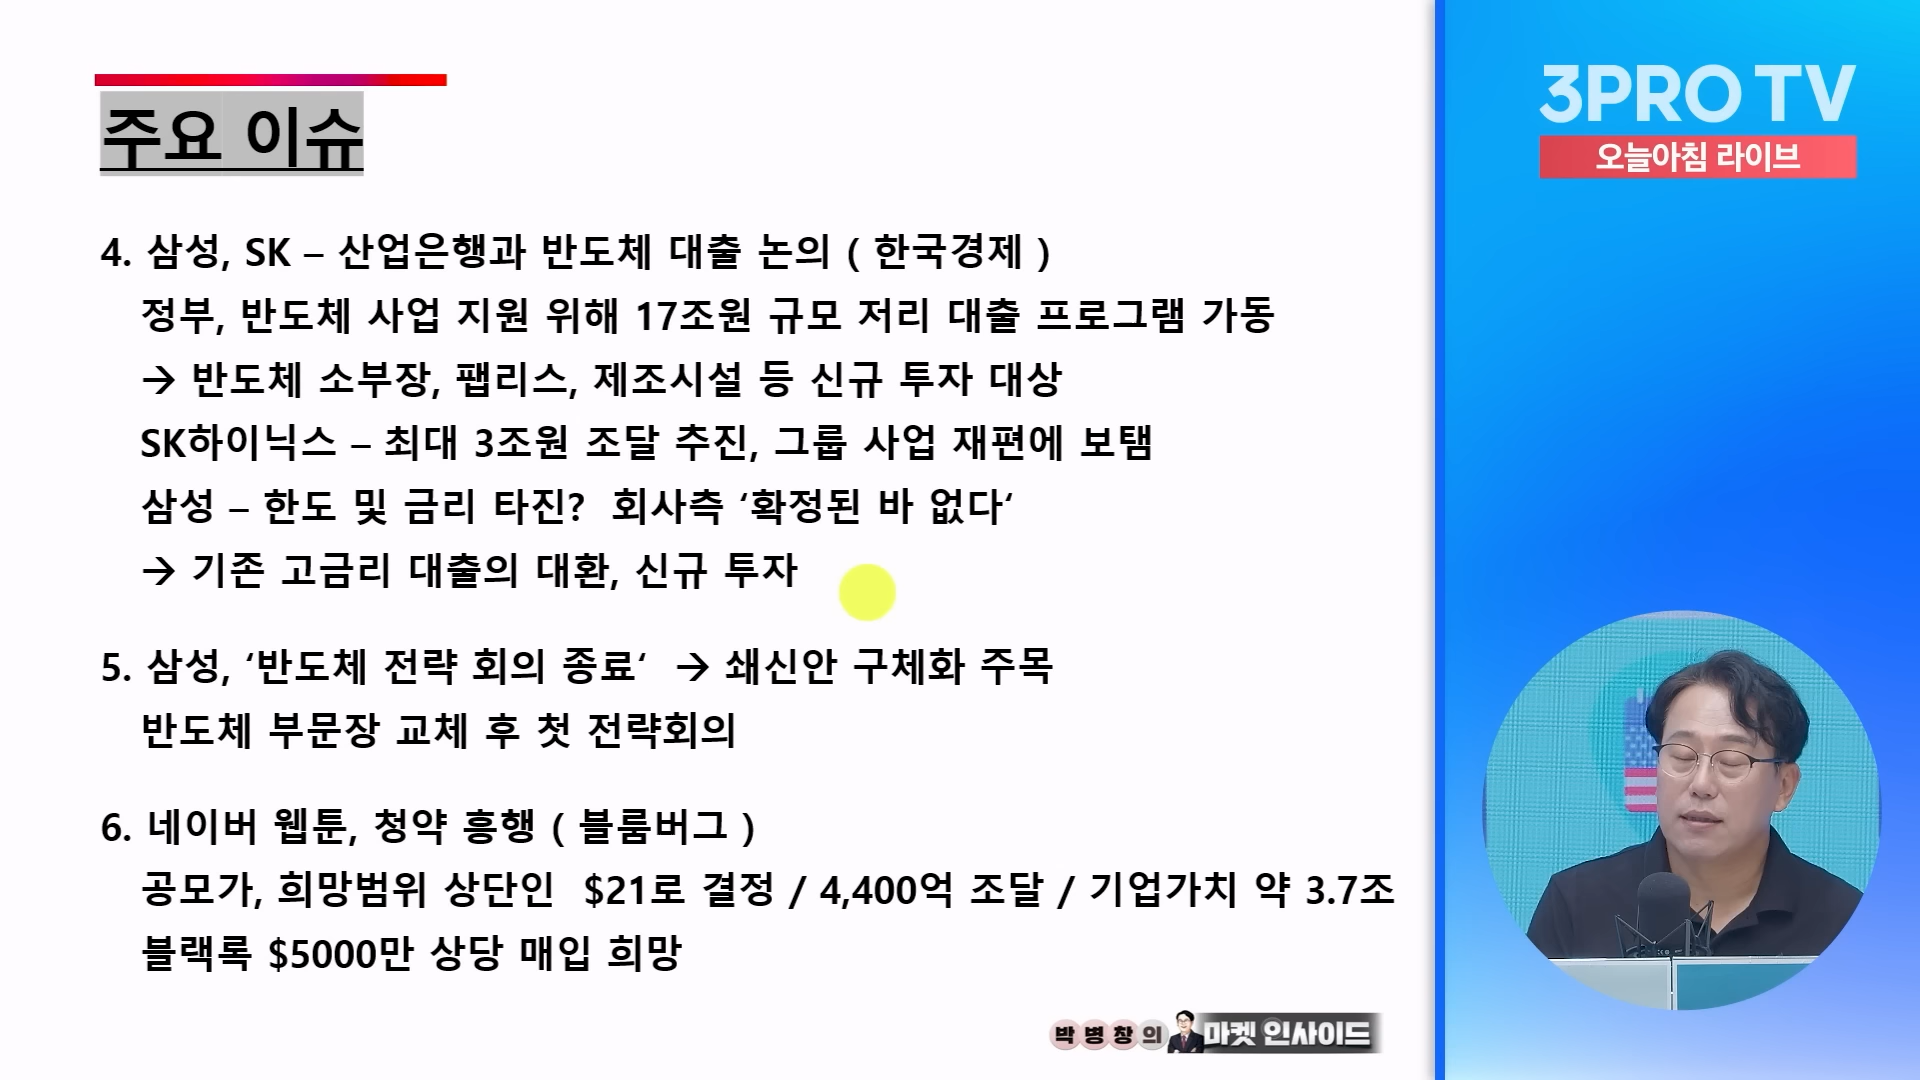 주요 이슈
4. 삼성, SK – 산업은행과 반도체 대출 논의 ( 한국경제 )
정부, 반도체 사업 지원 위해 17조원 규모 저리 대출 프로그램 가동
→ 반도체 소부장, 팹리스, 제조시설 등 신규 투자 대상
SK하이닉스 – 최대 3조원 조달 추진, 그룹 사업 재편에 보탬
삼성 – 한도 및 금리 타진? 회사측 ‘확정된 바 없다‘
→ 기존 고금리 대출의 대환, 신규 투자
5. 삼성, ‘반도체 전략 회의 종료‘ → 쇄신안 구체화 주목
반도체 부문장 교체 후 첫 전략회의
6. 네이버 웹툰, 청약 흥행 ( 블룸버그 )
공모가, 희망범위 상단인 $21로 결정 / 4,400억 조달 / 기업가치 약 3.7조
블랙록 $5000만 상당 매입 희망
박병창의 마켓 인사이드
3PRO TV
오늘아침 라이브